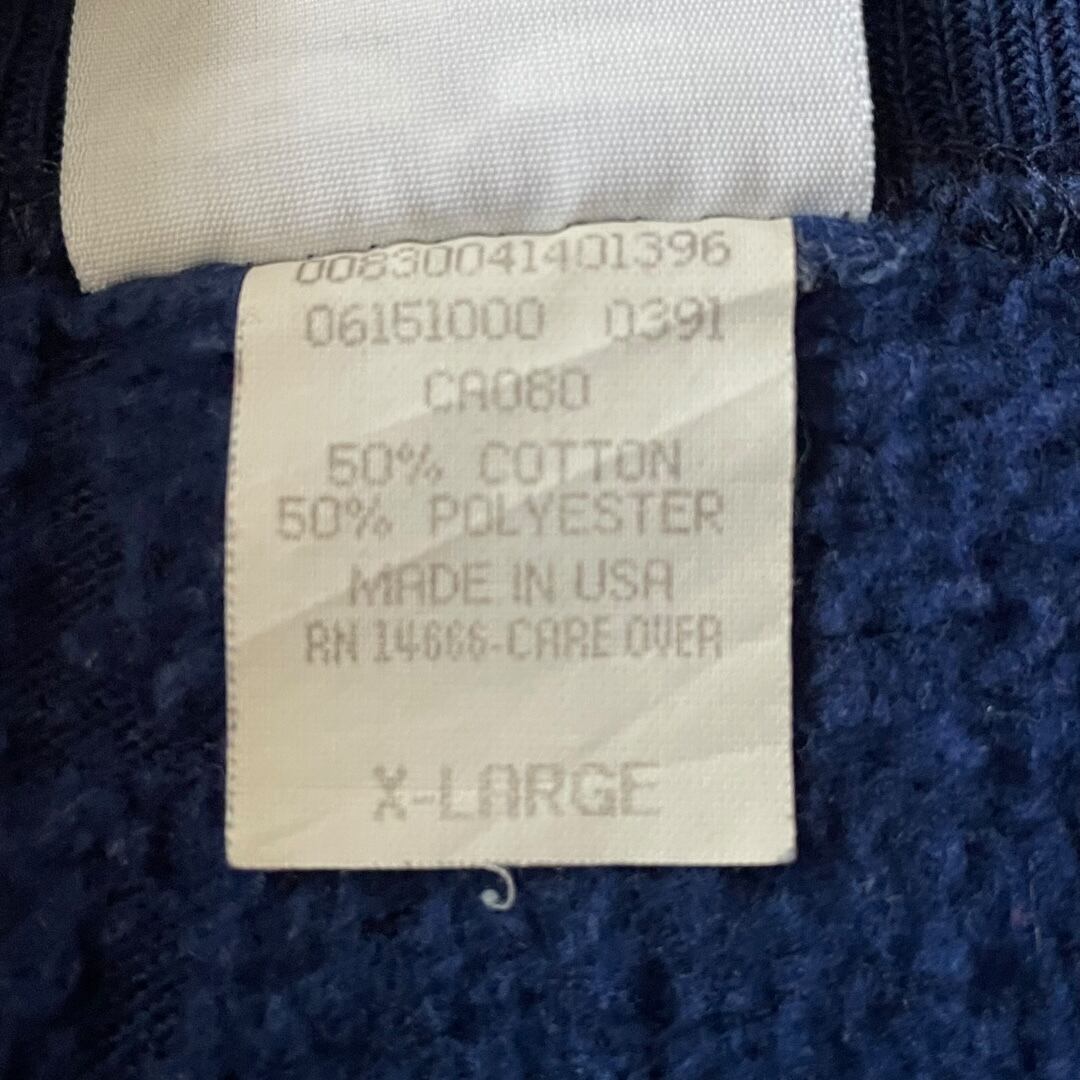 00830041401396
06151000 0391
CA080
50% COTTON
50% POLYESTER
MADE IN USA
RN 14666-CARE OVER
X-LARGE